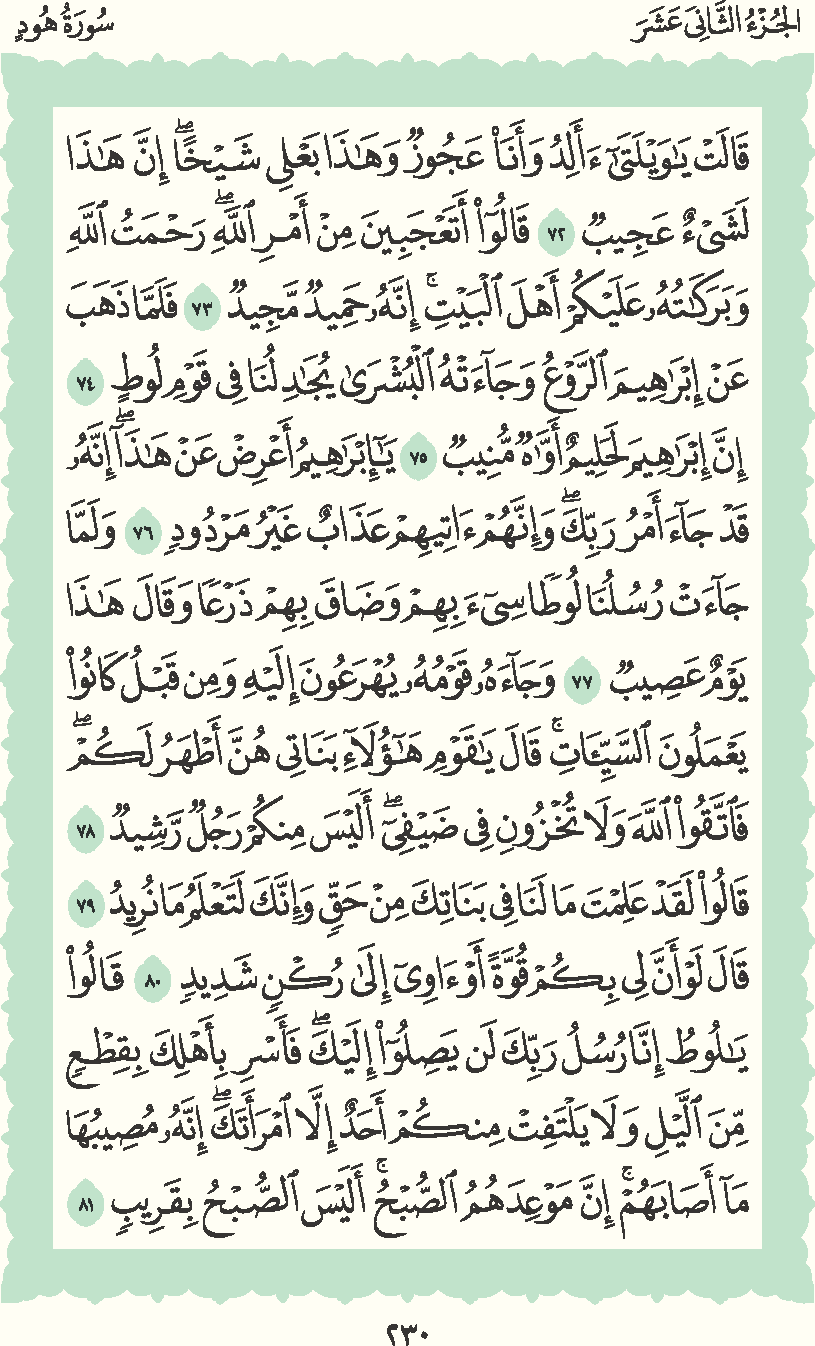 الجُزْءُ الثَّانِىَ عَشَرَ
سُورَةُ هُودٍ
قَالَتْ يَٰوَيْلَتَىٰٓ ءَأَلِدُ وَأَنَا۠ عَجُوزٌ وَهَٰذَا بَعْلِى شَيْخًاۖ إِنَّ هَٰذَا
لَشَىْءٌ عَجِيبٌ ٧٢ قَالُوٓا۟ أَتَعْجَبِينَ مِنْ أَمْرِ ٱللَّهِۖ رَحْمَتُ ٱللَّهِ
وَبَرَكَٰتُهُۥ عَلَيْكُمْ أَهْلَ ٱلْبَيْتِۚ إِنَّهُۥ حَمِيدٌ مَّجِيدٌ ٧٣ فَلَمَّا ذَهَبَ
عَنْ إِبْرَٰهِيمَ ٱلرَّوْعُ وَجَآءَتْهُ ٱلْبُشْرَىٰ يُجَٰدِلُنَا فِى قَوْمِ لُوطٍ ٧٤
إِنَّ إِبْرَٰهِيمَ لَحَلِيمٌ أَوَّٰهٌ مُّنِيبٌ ٧٥ يَٰٓإِبْرَٰهِيمُ أَعْرِضْ عَنْ هَٰذَآۖ إِنَّهُۥ
قَدْ جَآءَ أَمْرُ رَبِّكَۖ وَإِنَّهُمْ ءَاتِيهِمْ عَذَابٌ غَيْرُ مَرْدُودٍ ٧٦ وَلَمَّا
جَآءَتْ رُسُلُنَا لُوطًا سِىٓءَ بِهِمْ وَضَاقَ بِهِمْ ذَرْعًا وَقَالَ هَٰذَا
يَوْمٌ عَصِيبٌ ٧٧ وَجَآءَهُۥ قَوْمُهُۥ يُهْرَعُونَ إِلَيْهِ وَمِن قَبْلُ كَانُوا۟
يَعْمَلُونَ ٱلسَّيِّـَٔاتِۚ قَالَ يَٰقَوْمِ هَٰٓؤُلَآءِ بَنَاتِى هُنَّ أَطْهَرُ لَكُمْۖ
فَٱتَّقُوا۟ ٱللَّهَ وَلَا تُخْزُونِ فِى ضَيْفِىٓۖ أَلَيْسَ مِنكُمْ رَجُلٌ رَّشِيدٌ ٧٨
قَالُوا۟ لَقَدْ عَلِمْتَ مَا لَنَا فِى بَنَاتِكَ مِنْ حَقٍّ وَإِنَّكَ لَتَعْلَمُ مَا نُرِيدُ ٧٩
قَالَ لَوْ أَنَّ لِى بِكُمْ قُوَّةً أَوْ ءَاوِىٓ إِلَىٰ رُكْنٍ شَدِيدٍ ٨٠ قَالُوا۟
يَٰلُوطُ إِنَّا رُسُلُ رَبِّكَ لَن يَصِلُوٓا۟ إِلَيْكَۖ فَأَسْرِ بِأَهْلِكَ بِقِطْعٍ
مِّنَ ٱلَّيْلِ وَلَا يَلْتَفِتْ مِنكُمْ أَحَدٌ إِلَّا ٱمْرَأَتَكَۖ إِنَّهُۥ مُصِيبُهَا
مَآ أَصَابَهُمْۚ إِنَّ مَوْعِدَهُمُ ٱلصُّبْحُۚ أَلَيْسَ ٱلصُّبْحُ بِقَرِيبٍ ٨١
٢٣٠